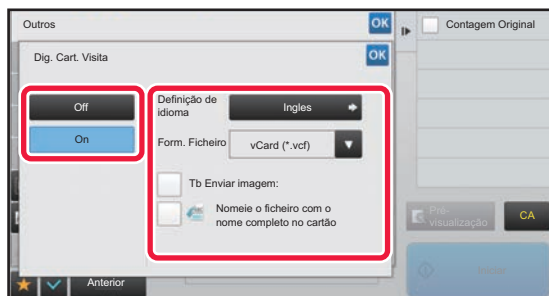 Outros
OK
Contagem Original
Dig. Cart. Visita
OK
Off
On
Definição de
idioma
Ingles
Form. Ficheiro
vCard (*.vcf)
Tb Enviar imagem:
Nomeie o ficheiro com o
nome completo no cartão
Pré-
visualização
CA
Anterior